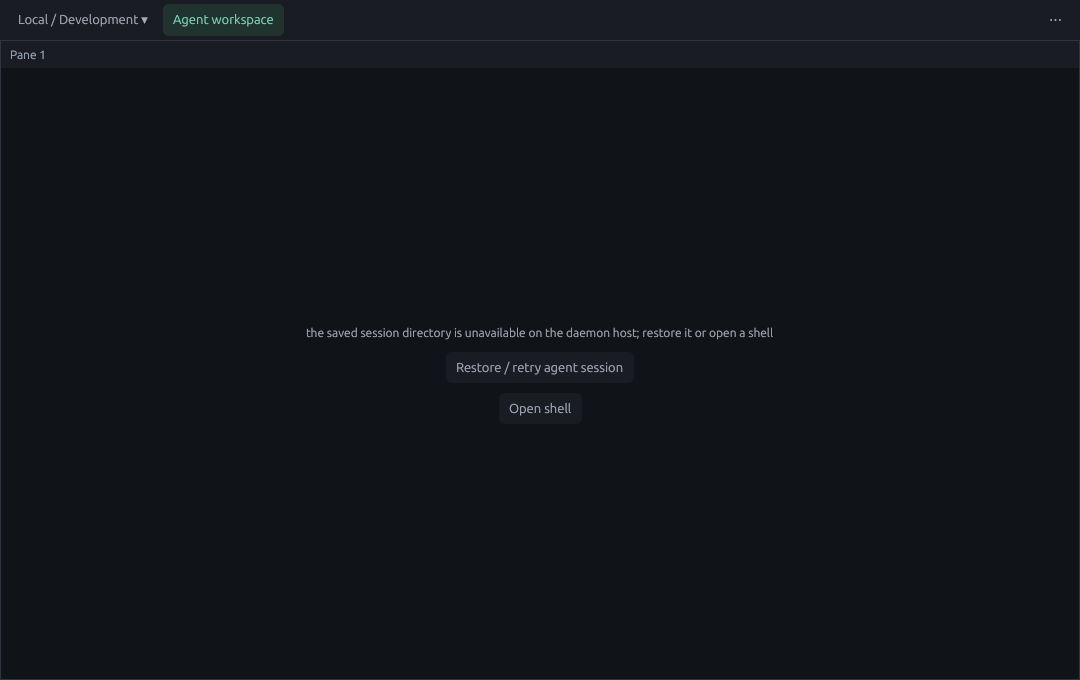 Local / Development ▾
Agent workspace
...
Pane 1
the saved session directory is unavailable on the daemon host; restore it or open a shell
Restore / retry agent session
Open shell